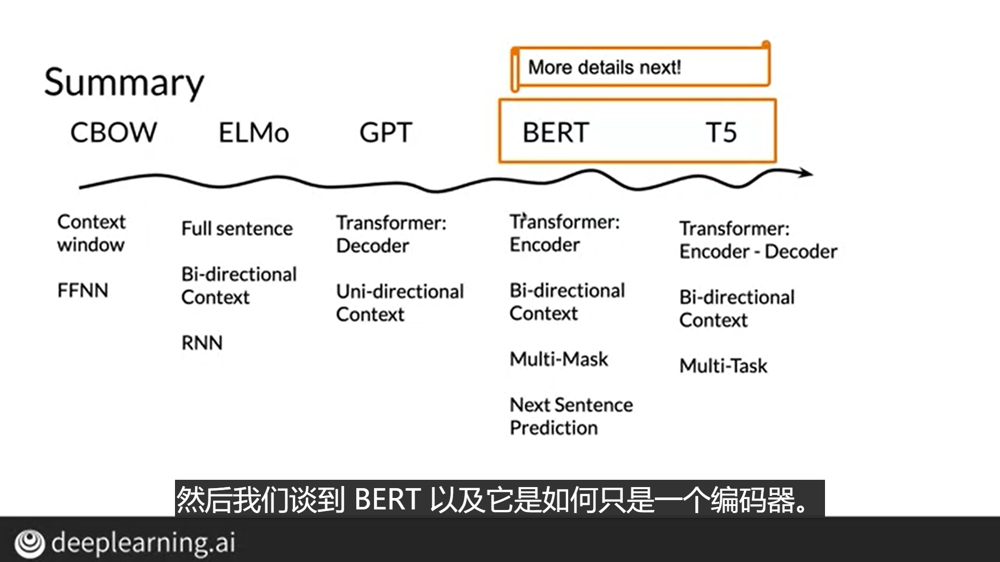 More details next!
Summary
CBOW
ELMo
GPT
BERT
T5
Context
window
FFNN
Full sentence
Bi-directional
Context
RNN
Transformer:
Decoder
Uni-directional
Context
Transformer:
Encoder
Bi-directional
Context
Multi-Mask
Next Sentence
Prediction
Transformer:
Encoder - Decoder
Bi-directional
Context
Multi-Task
然后我们谈到 BERT 以及它是如何只是一个编码器。
deeplearning.ai